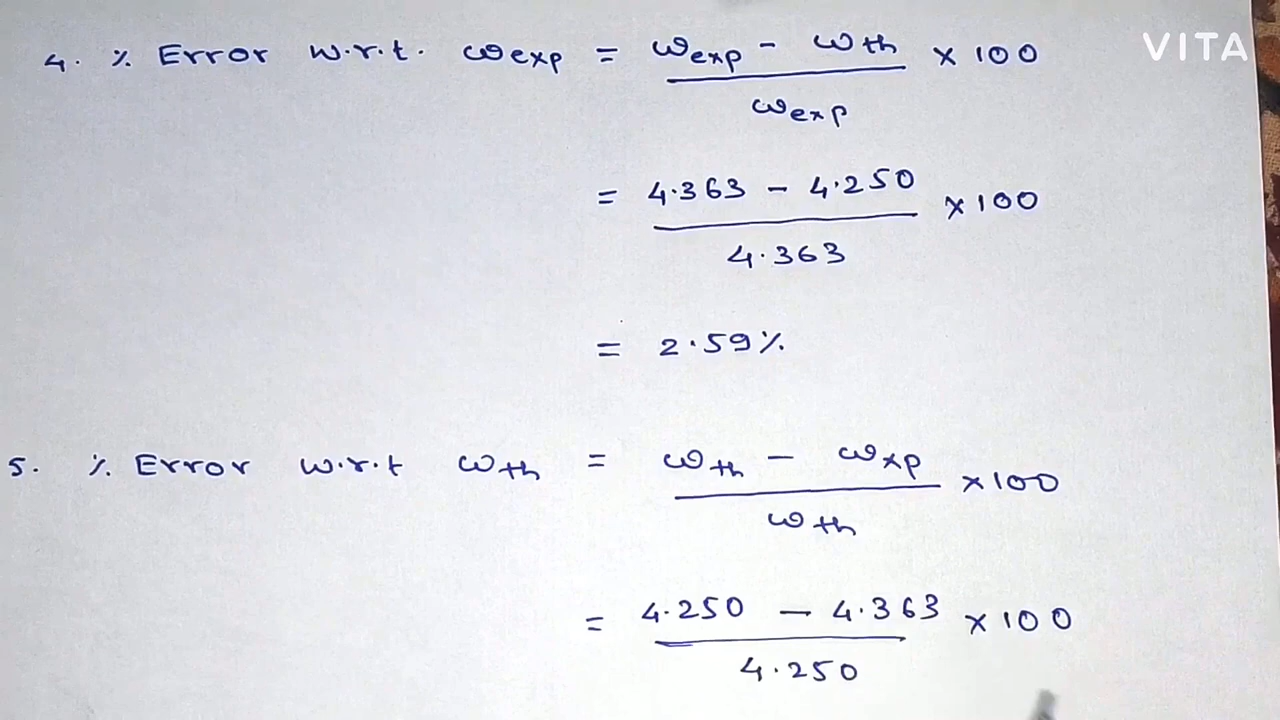 4. % Error w.r.t. ωexp = ωexp - ωth × 100
ωexp
VITA
= 4.363 - 4.250 × 100
4.363
= 2.59%
5. % Error w.r.t ωth = ωth - ωxp × 100
ωth
= 4.250 - 4.363 × 100
4.250